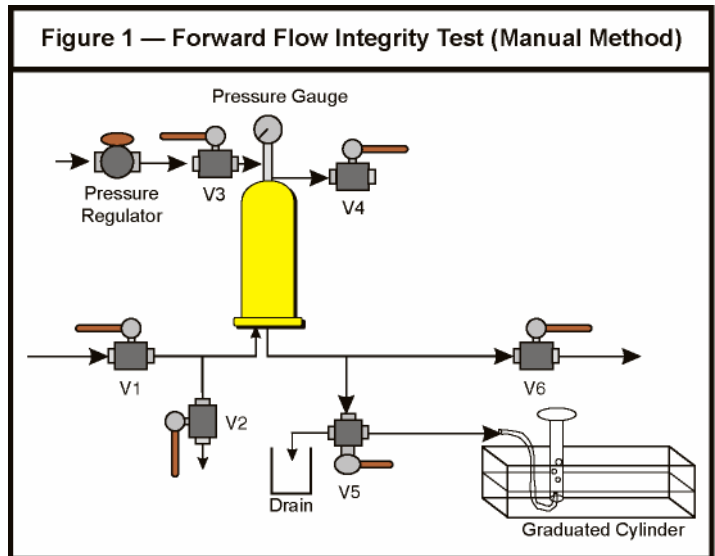 Figure 1 — Forward Flow Integrity Test (Manual Method)
Pressure Gauge
Pressure
Regulator
V3
V4
V1
V2
V6
V5
Drain
Graduated Cylinder